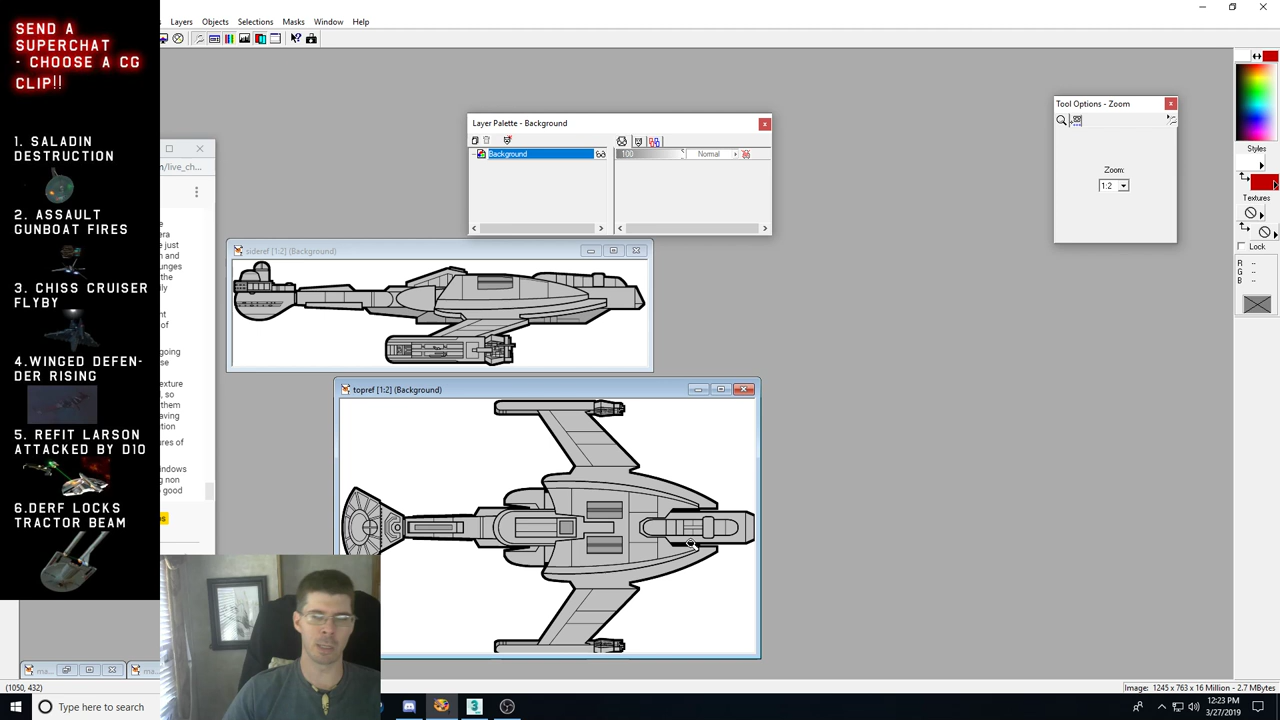 SEND A
SUPERCHAT
- CHOOSE A CG
CLIP!!
1. SALADIN
DESTRUCTION
2. ASSAULT
GUNBOAT FIRES
3. CHISS CRUISER
FLYBY
4.WINGED DEFEN-
DER RISING
5. REFIT LARSON
ATTACKED BY D10
6.DERF LOCKS
TRACTOR BEAM
Layers Objects Selections Masks Window Help
m/live_ch...
Layer Palette - Background
Background
100
Normal
Tool Options - Zoom
Zoom:
1:2
Styles
Textures
Lock
R --
G --
B --
sideref [1:2] (Background)
topref [1:2] (Background)
ma...
ma...
(1050, 432)
Image: 1245 x 763 x 16 Million - 2.7 MBytes
Type here to search
12:23 PM
3/27/2019